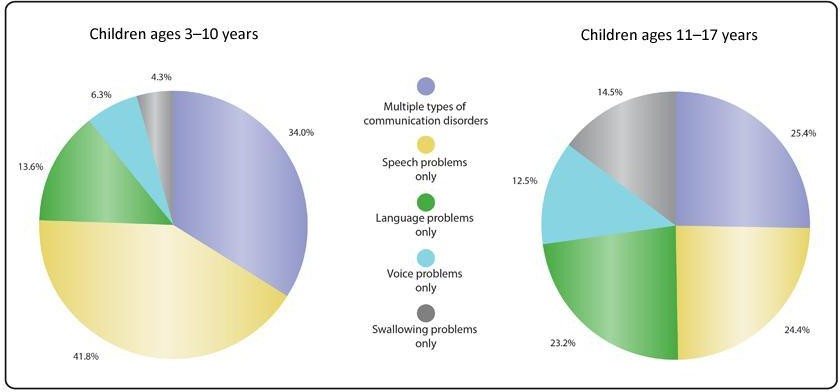 Children ages 3–10 years
4.3%
6.3%
13.6%
34.0%
41.8%
Multiple types of
communication disorders
Speech problems
only
Language problems
only
Voice problems
only
Swallowing problems
only
Children ages 11–17 years
14.5%
25.4%
12.5%
23.2%
24.4%